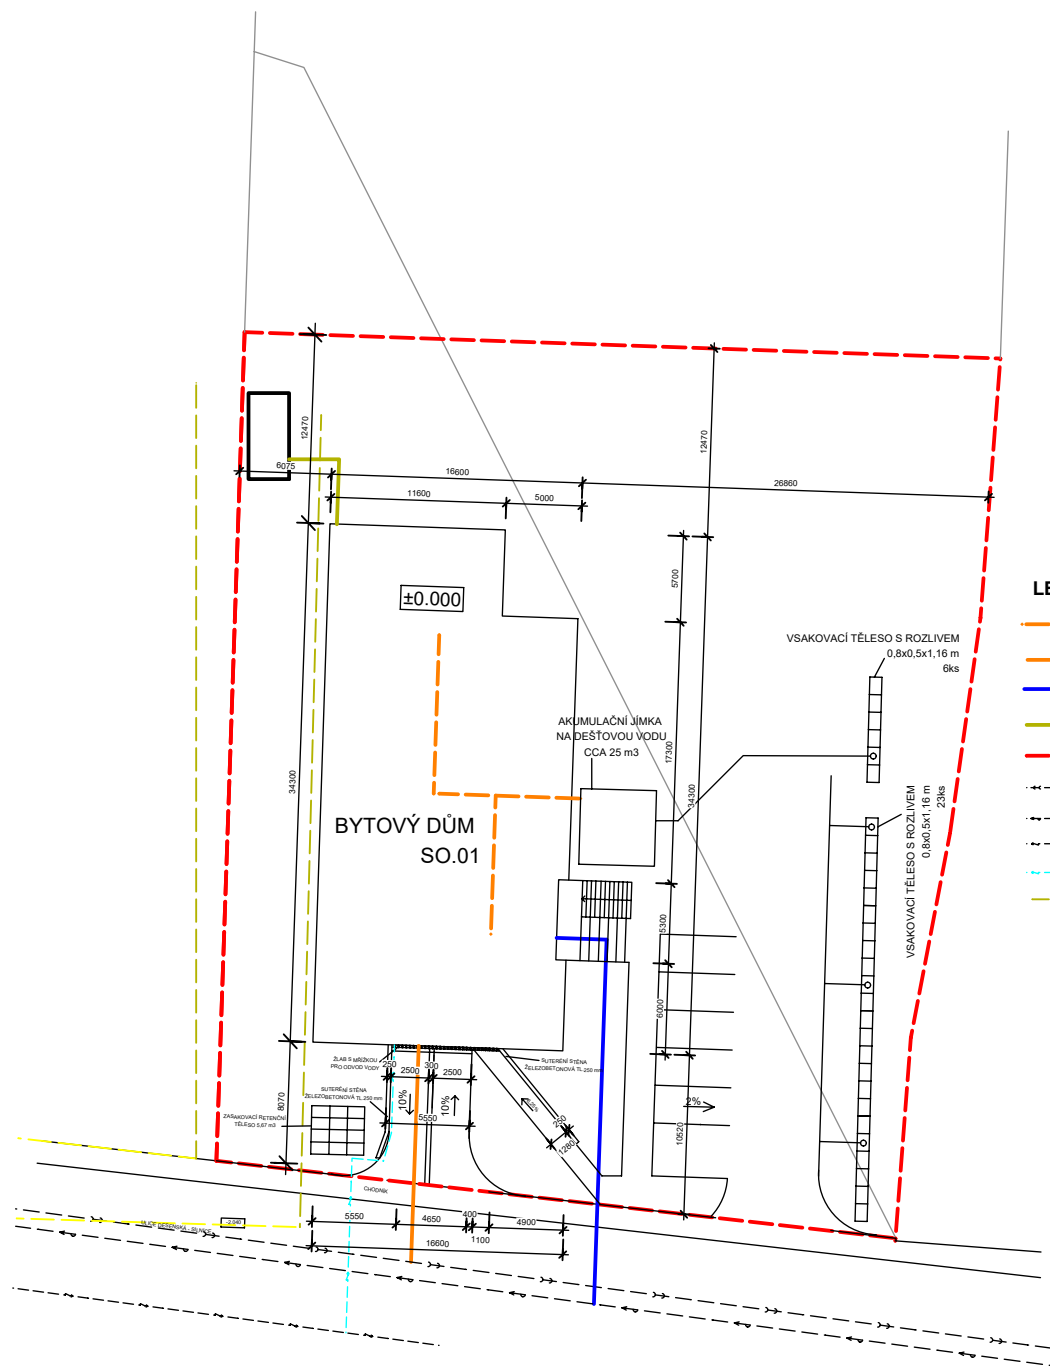 12470
12470
6075
16600
26860
11600
5000
±0.000
5700
LE
VSAKOVACÍ TĚLESO S ROZLIVEM
0,8x0,5x1,16 m
6ks
AKUMULAČNÍ JÍMKA
NA DEŠŤOVOU VODU
CCA 25 m3
17300
34300
34300
BYTOVÝ DŮM
SO.01
VSAKOVACÍ TĚLESO S ROZLIVEM
0,8x0,5x1,16 m
23ks
5300
6000
ŽLAB S MŘÍŽKOU
PRO ODVOD VODY
250
300
2500
2500
SUTERÉNÍ STĚNA
ŽELEZOBETONOVÁ TL.250 mm
SUTERÉNÍ STĚNA
ŽELEZOBETONOVÁ TL.250 mm
8070
10%
10%
5550
250
1280
2%
10520
ZASAKOVACÍ RETENČNÍ
TĚLESO 5,67 m3
CHODNÍK
-2.040
5550
4650
400
4900
1100
16600